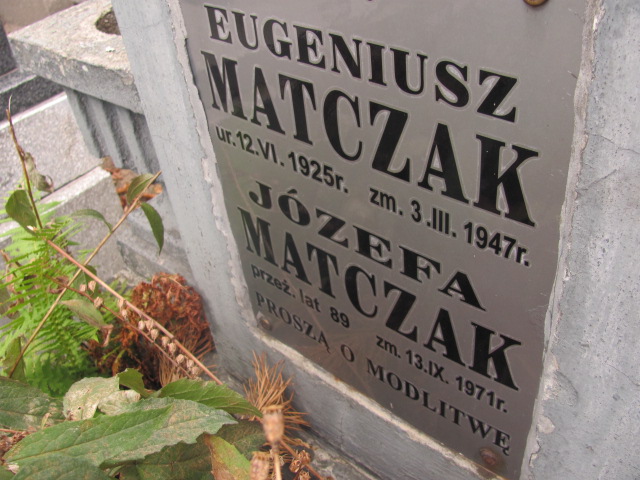 EUGENIUSZ
MATCZAK
ur.12.VI.1925r. zm. 3.III.1947r.
JÓZEFA
MATCZAK
przeż. lat 89 zm.13.IX.1971r.
PROSZĄ O MODLITWĘ